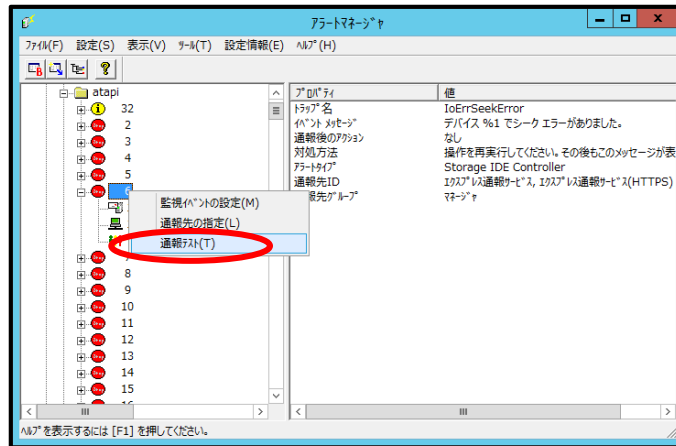 アラートマネージャ
ファイル(F) 設定(S) 表示(V) ツール(T) 設定情報(E) ヘルプ(H)
atapi
32
2
3
4
5
6
監視イベントの設定(M)
通報先の指定(L)
通報テスト(T)
8
9
10
11
12
13
14
15
プロパティ 値
トラップ名 IoErrSeekError
イベント メッセージ デバイス %1 でシーク エラーがありました。
通報後のアクション なし
対処方法 操作を再実行してください。その後もこのメッセージが表
アラートタイプ Storage IDE Controller
通報先ID エクスプレス通報サービス, エクスプレス通報サービス(HTTPS)
報先グループ マネージャ
ヘルプを表示するには [F1] を押してください。